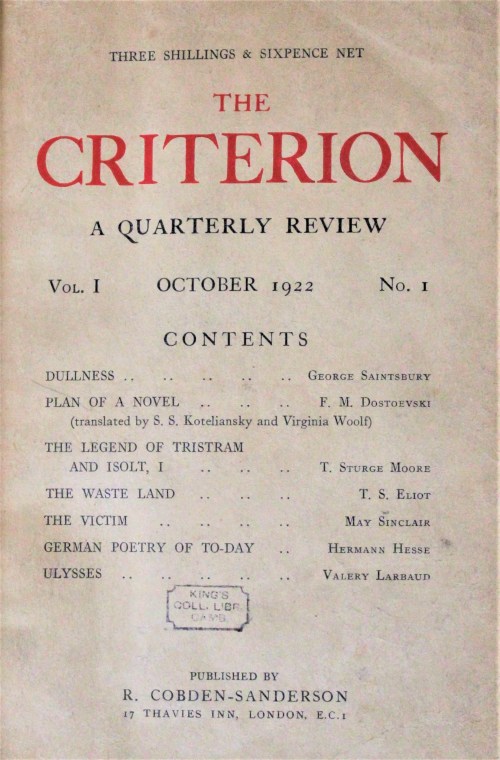 THREE SHILLINGS & SIXPENCE NET
THE
CRITERION
A QUARTERLY REVIEW
Vol. I OCTOBER 1922 No. 1
CONTENTS
DULLNESS .. .. .. .. .. George Saintsbury
PLAN OF A NOVEL .. .. .. F. M. Dostoevski
(translated by S. S. Koteliansky and Virginia Woolf)
THE LEGEND OF TRISTRAM
AND ISOLT, I .. .. .. T. Sturge Moore
THE WASTE LAND .. .. .. T. S. Eliot
THE VICTIM .. .. .. .. May Sinclair
GERMAN POETRY OF TO-DAY .. Hermann Hesse
ULYSSES .. .. .. .. .. Valery Larbaud
KING'S
COLL. LIBR.
CAMB.
PUBLISHED BY
R. COBDEN-SANDERSON
17 THAVIES INN, LONDON, E.C.1